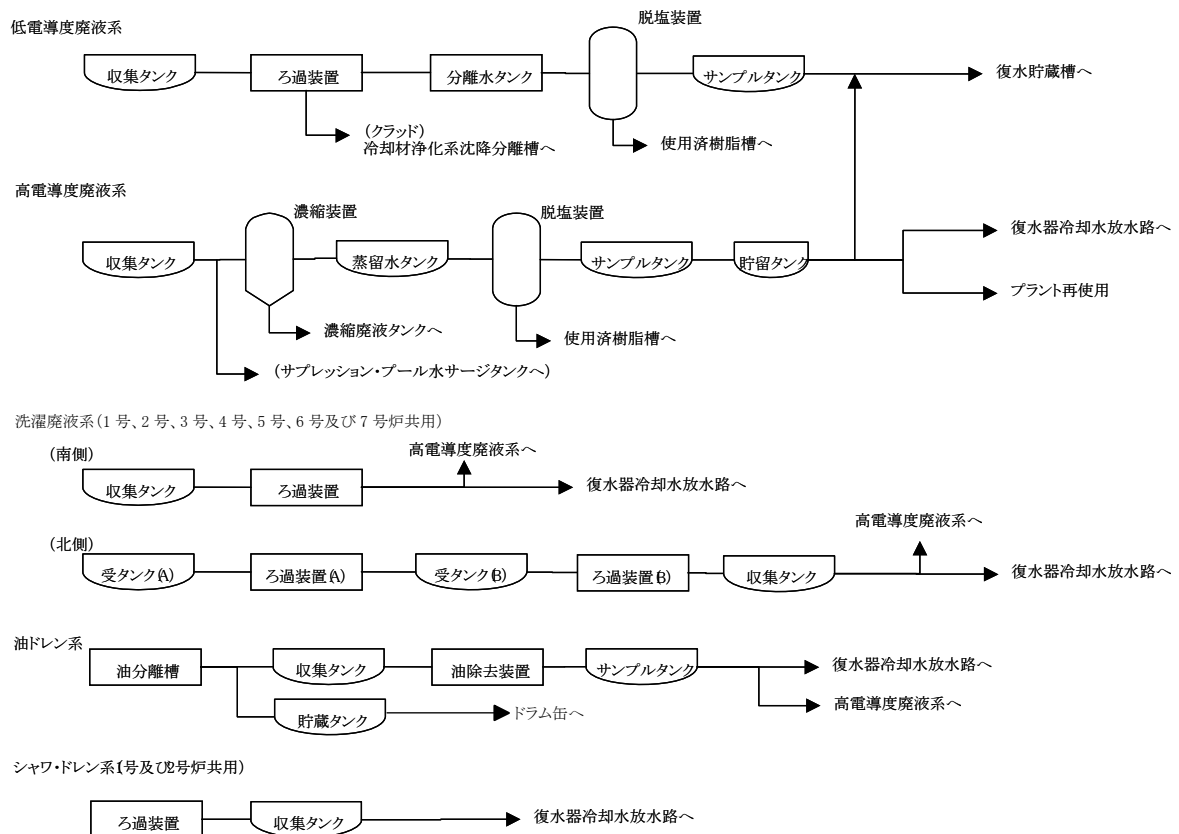 低電導度廃液系
脱塩装置
収集タンク
ろ過装置
分離水タンク
サンプルタンク
復水貯蔵槽へ
(クラッド)
冷却材浄化系沈降分離槽へ
使用済樹脂槽へ
高電導度廃液系
濃縮装置
脱塩装置
収集タンク
蒸留水タンク
サンプルタンク
貯留タンク
復水器冷却水放水路へ
プラント再使用
濃縮廃液タンクへ
使用済樹脂槽へ
(サプレッション・プール水サージタンクへ)
洗濯廃液系(1号、2号、3号、4号、5号、6号及び7号炉共用)
(南側)
高電導度廃液系へ
収集タンク
ろ過装置
復水器冷却水放水路へ
(北側)
高電導度廃液系へ
受タンク(A)
ろ過装置(A)
受タンク(B)
ろ過装置(B)
収集タンク
復水器冷却水放水路へ
油ドレン系
油分離槽
収集タンク
油除去装置
サンプルタンク
復水器冷却水放水路へ
高電導度廃液系へ
貯蔵タンク
ドラム缶へ
シャワ・ドレン系(1号及び2号炉共用)
ろ過装置
収集タンク
復水器冷却水放水路へ